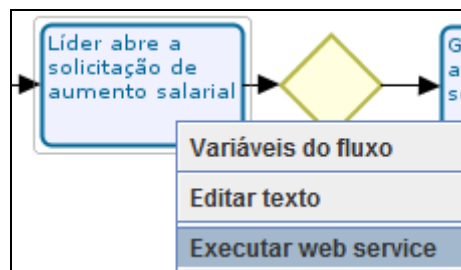 Líder abre a
solicitação de
aumento salarial
G
a
Variáveis do fluxo
Editar texto
Executar web service